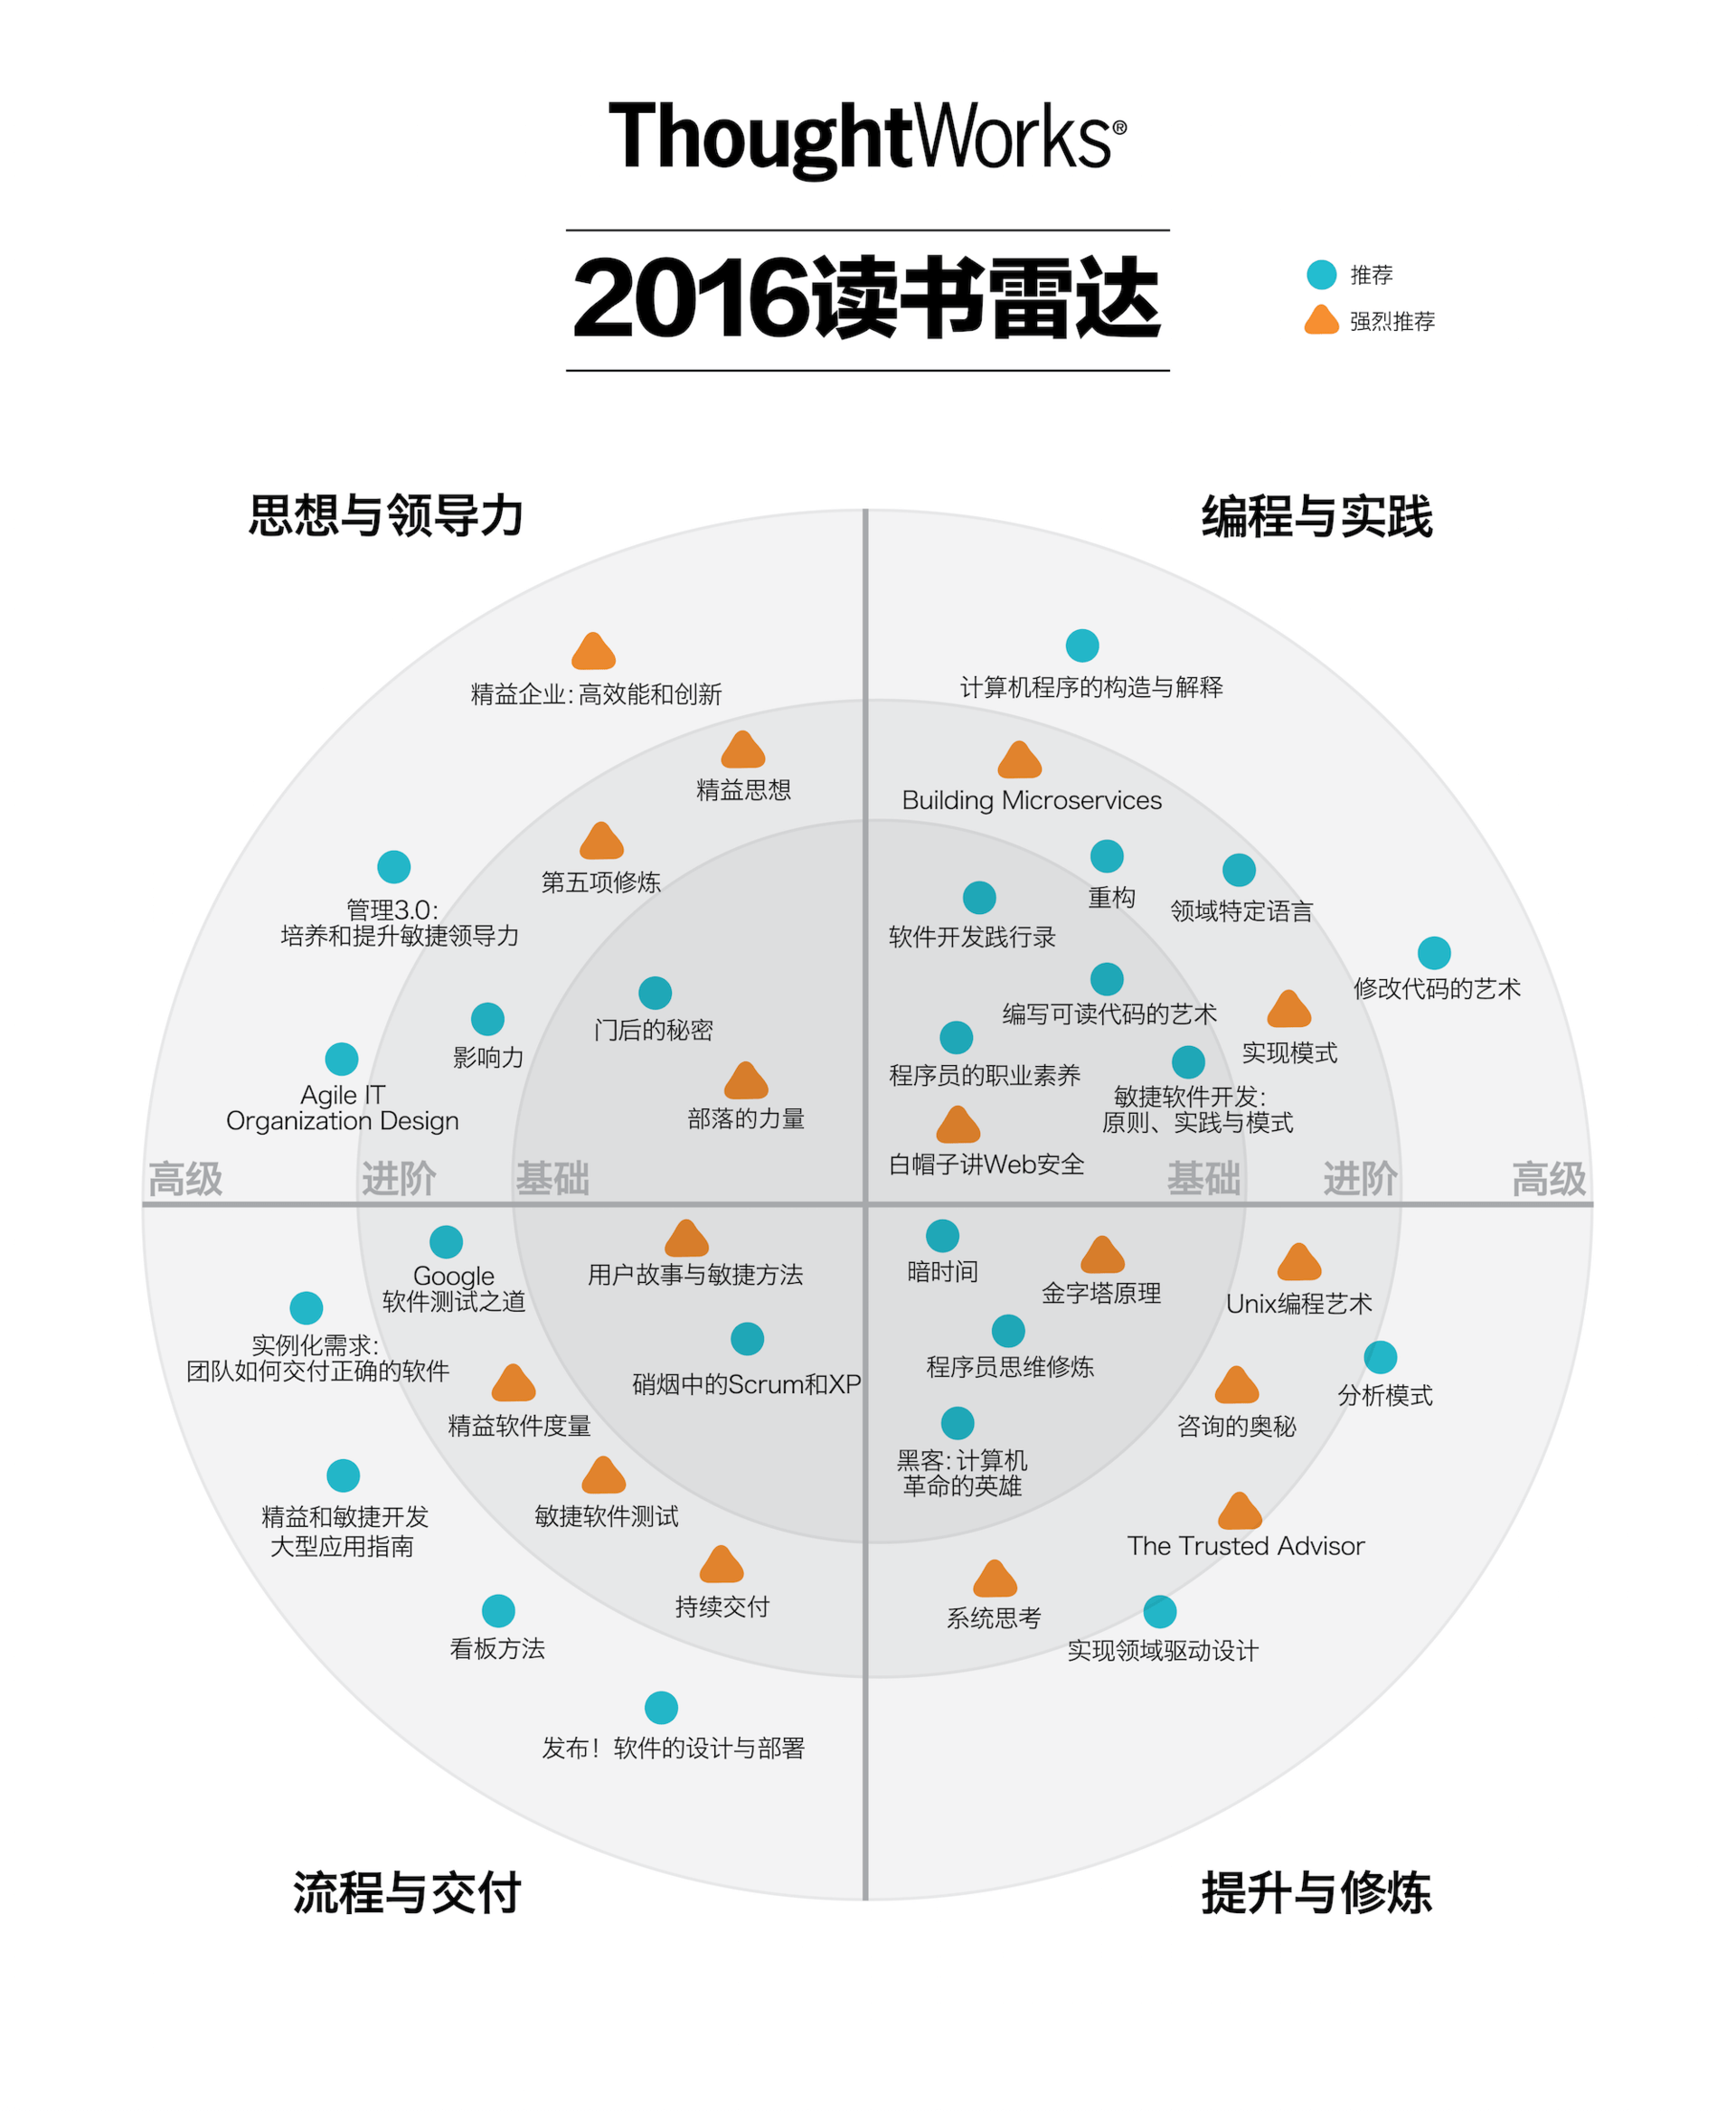 ThoughtWorks®
2016读书雷达
推荐
强烈推荐
思想与领导力
编程与实践
精益企业：高效能和创新
精益思想
第五项修炼
管理3.0：
培养和提升敏捷领导力
门后的秘密
影响力
Agile IT
Organization Design
部落的力量
高级
进阶
基础
计算机程序的构造与解释
Building Microservices
重构
领域特定语言
软件开发践行录
修改代码的艺术
编写可读代码的艺术
实现模式
程序员的职业素养
敏捷软件开发：
原则、实践与模式
白帽子讲Web安全
基础
进阶
高级
Google
软件测试之道
用户故事与敏捷方法
实例化需求：
团队如何交付正确的软件
硝烟中的Scrum和XP
精益软件度量
精益和敏捷开发
大型应用指南
敏捷软件测试
持续交付
看板方法
发布！软件的设计与部署
暗时间
金字塔原理
Unix编程艺术
程序员思维修炼
分析模式
咨询的奥秘
黑客：计算机
革命的英雄
The Trusted Advisor
系统思考
实现领域驱动设计
流程与交付
提升与修炼